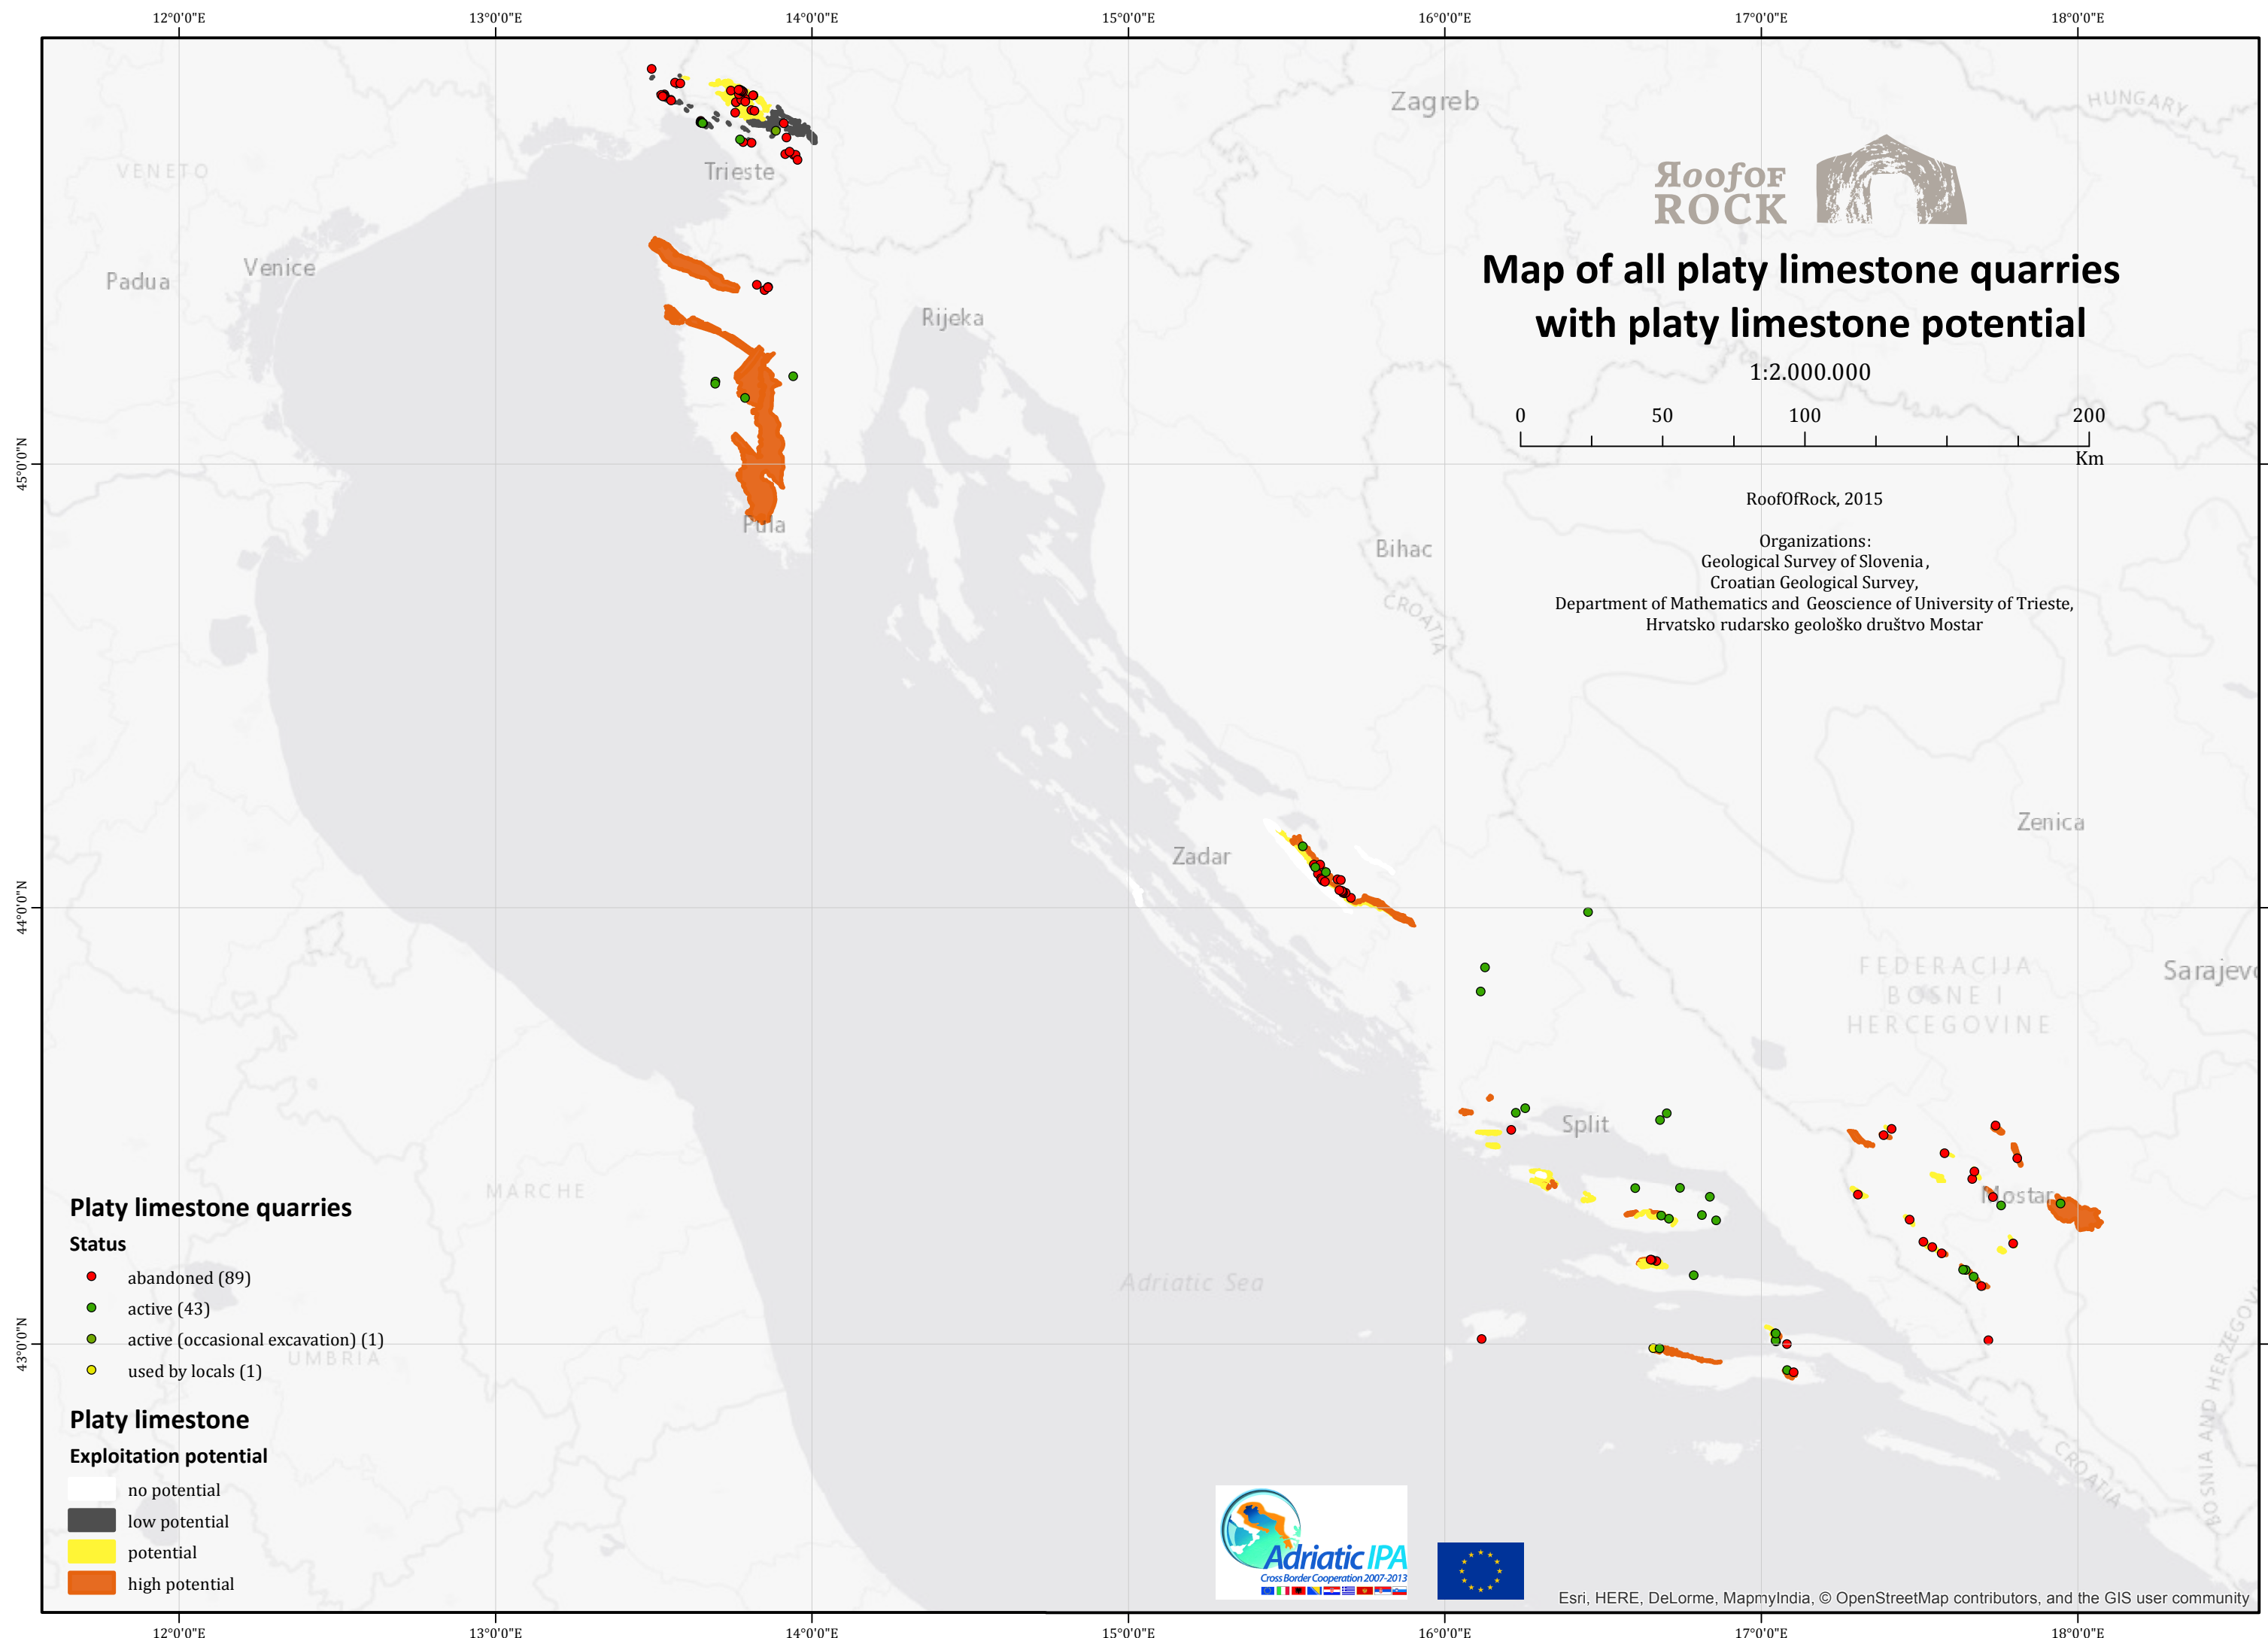 12°0'0"E 13°0'0"E 14°0'0"E 15°0'0"E 16°0'0"E 17°0'0"E 18°0'0"E
Zagreb
HUNGARY
VENETO
Trieste
RoofOF
ROCK
Padua
Venice
Map of all platy limestone quarries
with platy limestone potential
Rijeka
1:2.000.000
0 50 100 200
Km
45°0'0"N
RoofOfRock, 2015
Pula
Organizations:
Bihac
Geological Survey of Slovenia,
Croatian Geological Survey,
CROATIA
Department of Mathematics and Geoscience of University of Trieste,
Hrvatsko rudarsko geološko društvo Mostar
Zenica
Zadar
44°0'0"N
FEDERACIJA
BOSNE I
HERCEGOVINE
Sarajevo
Split
MARCHE
Mostar
Adriatic Sea
Platy limestone quarries
Status
abandoned (89)
active (43)
active (occasional excavation) (1)
used by locals (1)
43°0'0"N
UMBRIA
BOSNIA AND HERZEGOVI
CROATIA
Platy limestone
Exploitation potential
no potential
low potential
potential
high potential
Adriatic IPA
Cross Border Cooperation 2007-2013
Esri, HERE, DeLorme, MapmyIndia, © OpenStreetMap contributors, and the GIS user community
12°0'0"E 13°0'0"E 14°0'0"E 15°0'0"E 16°0'0"E 17°0'0"E 18°0'0"E